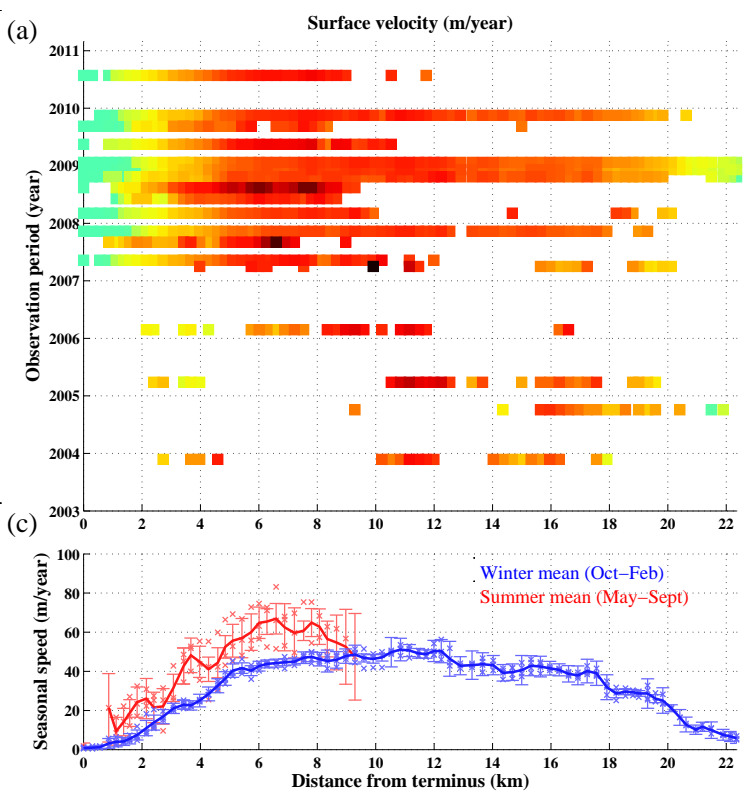 (a)
Surface velocity (m/year)
Observation period (year)
2011
2010
2009
2008
2007
2006
2005
2004
2003
0 2 4 6 8 10 12 14 16 18 20 22
(c)
Seasonal speed (m/year)
100
80
60
40
20
0
Winter mean (Oct−Feb)
Summer mean (May−Sept)
0 2 4 6 8 10 12 14 16 18 20 22
Distance from terminus (km)